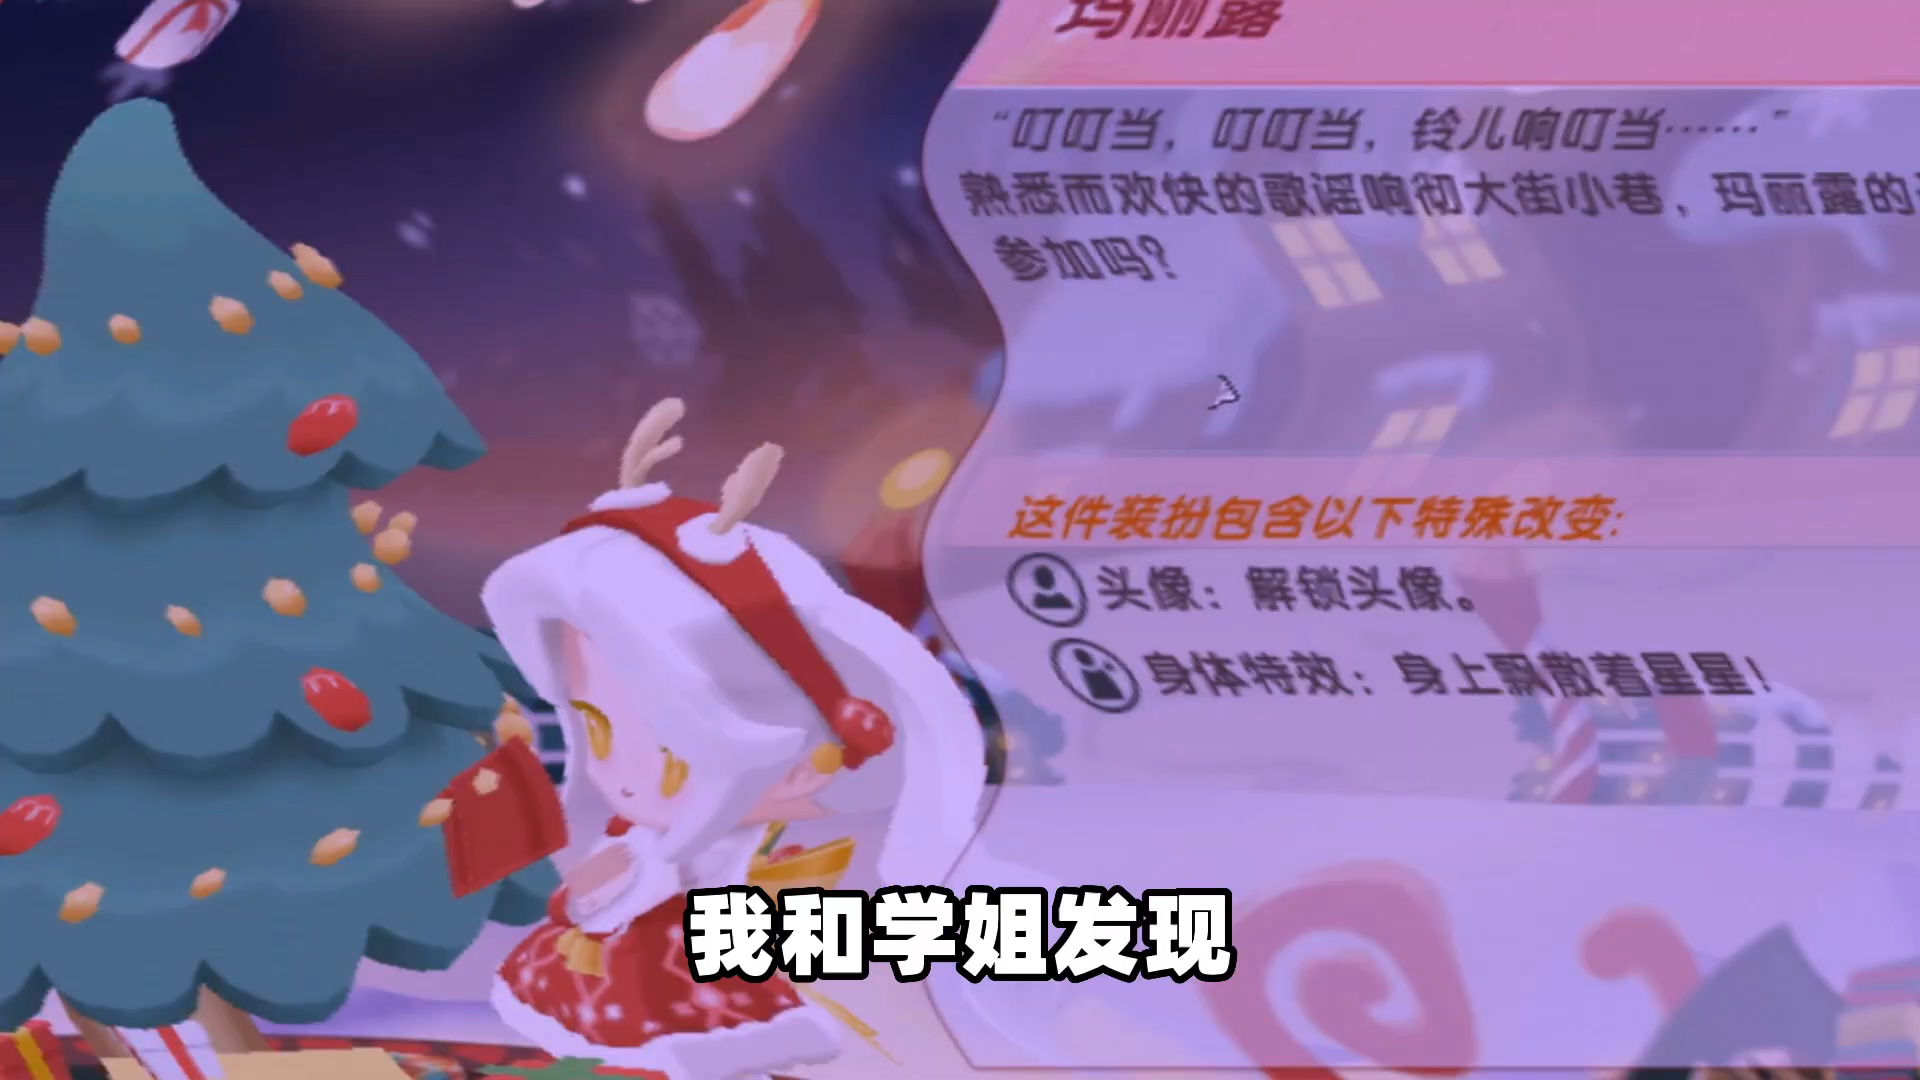 玛丽露
“叮叮当，叮叮当，铃儿响叮当……”
熟悉而欢快的歌谣响彻大街小巷，玛丽露的
参加吗？
这件装扮包含以下特殊改变：
头像：解锁头像。
身体特效：身上飘散着星星！
我和学姐发现